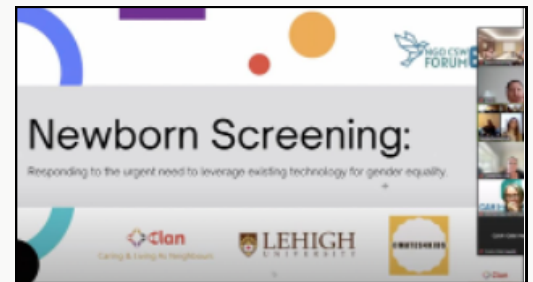 NGO CSW
FORUM
Newborn Screening:
Responding to the urgent need to leverage existing technology for gender equality.
Clan
Caring & Living As Neighbours
LEHIGH
UNIVERSITY
Clan